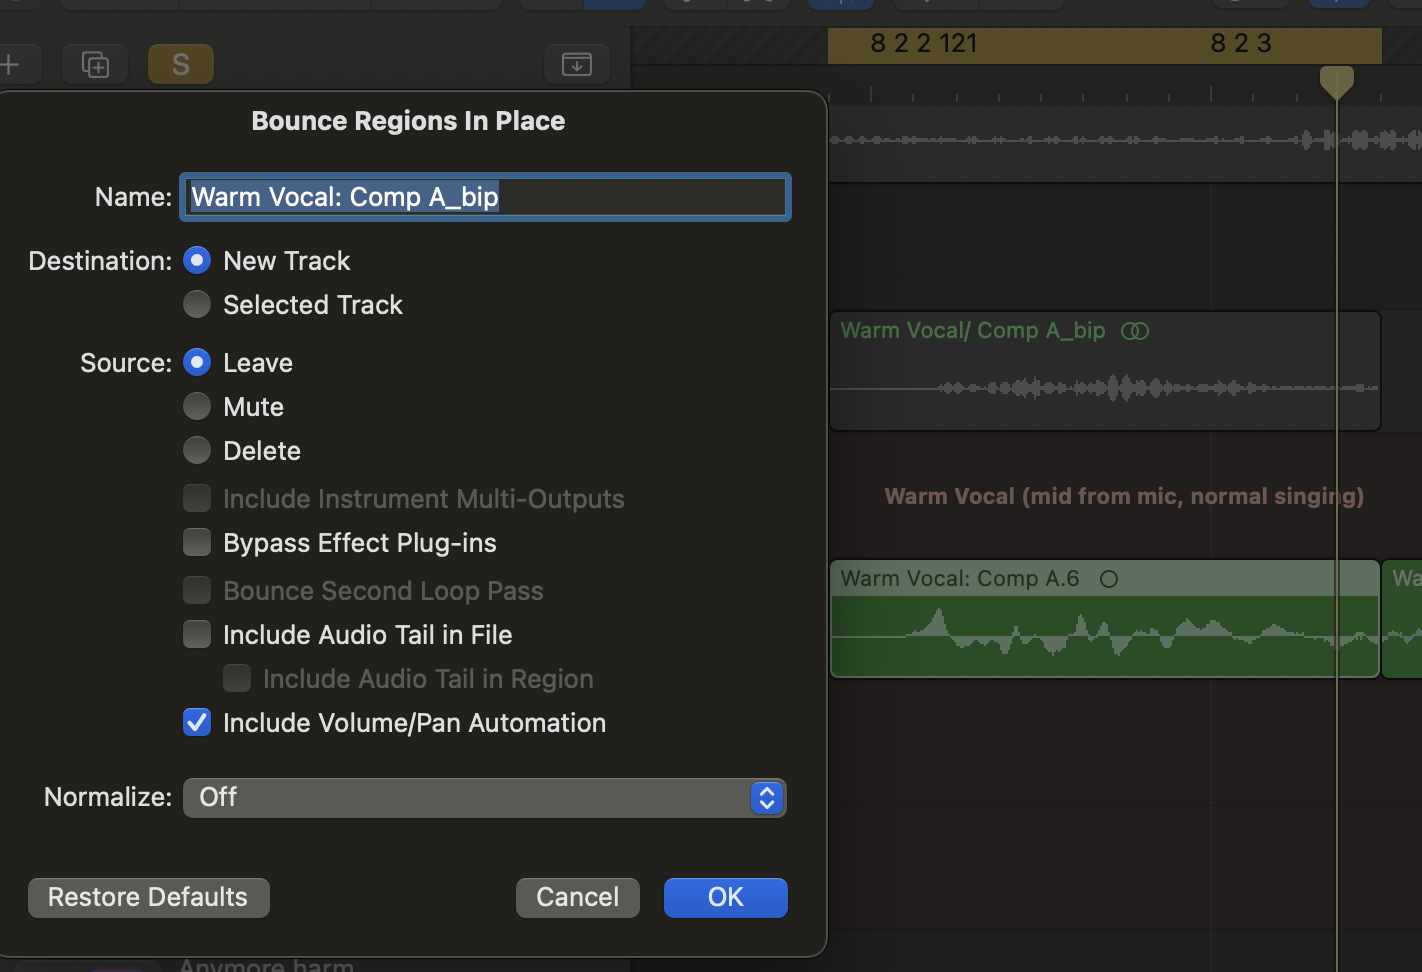 S
8 2 2 121
8 2 3
Bounce Regions In Place
Name: Warm Vocal: Comp A_bip
Destination: New Track
Selected Track
Source: Leave
Mute
Delete
Include Instrument Multi-Outputs
Bypass Effect Plug-ins
Bounce Second Loop Pass
Include Audio Tail in File
Include Audio Tail in Region
Include Volume/Pan Automation
Normalize: Off
Restore Defaults
Cancel
OK
Warm Vocal/ Comp A_bip
Warm Vocal (mid from mic, normal singing)
Warm Vocal: Comp A.6
Wa
Anymore harm